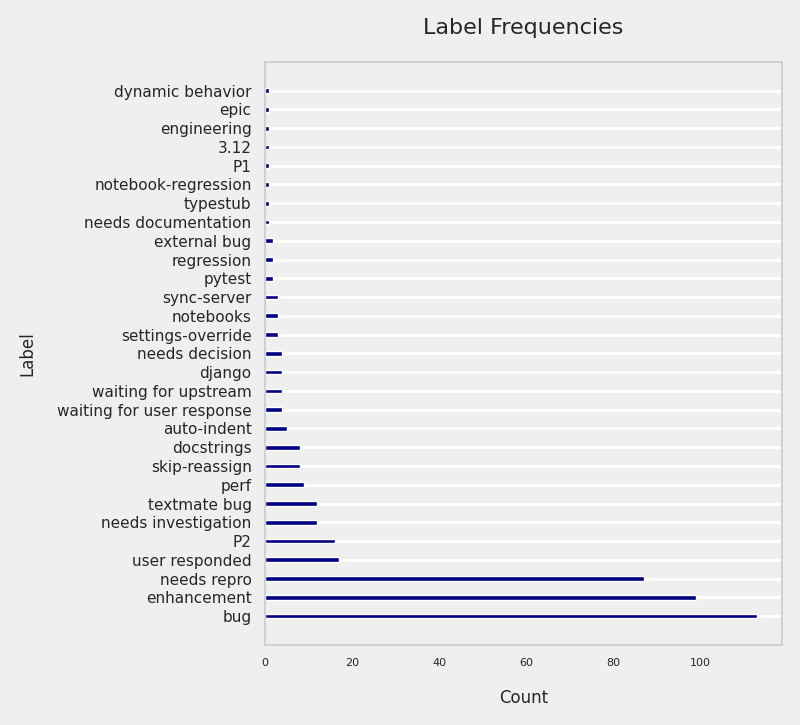 Label Frequencies
dynamic behavior
epic
engineering
3.12
P1
notebook-regression
typestub
needs documentation
external bug
regression
pytest
sync-server
notebooks
settings-override
needs decision
django
waiting for upstream
waiting for user response
auto-indent
docstrings
skip-reassign
perf
textmate bug
needs investigation
P2
user responded
needs repro
enhancement
bug
Label
0 20 40 60 80 100
Count